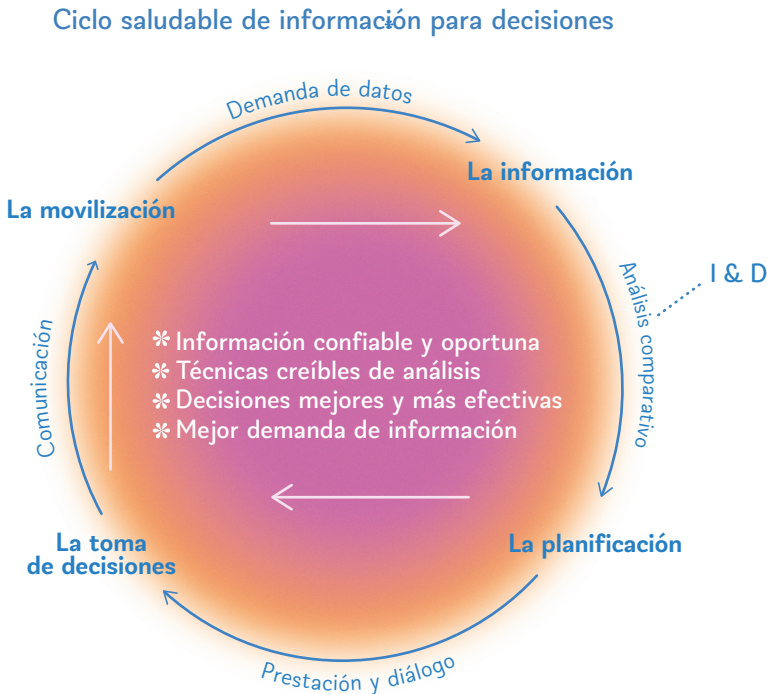 Ciclo saludable de información para decisiones
Demanda de datos
La información
La movilización
Análisis comparativo
I & D
Comunicación
* Información confiable y oportuna
* Técnicas creíbles de análisis
* Decisiones mejores y más efectivas
* Mejor demanda de información
La toma
de decisiones
La planificación
Prestación y diálogo